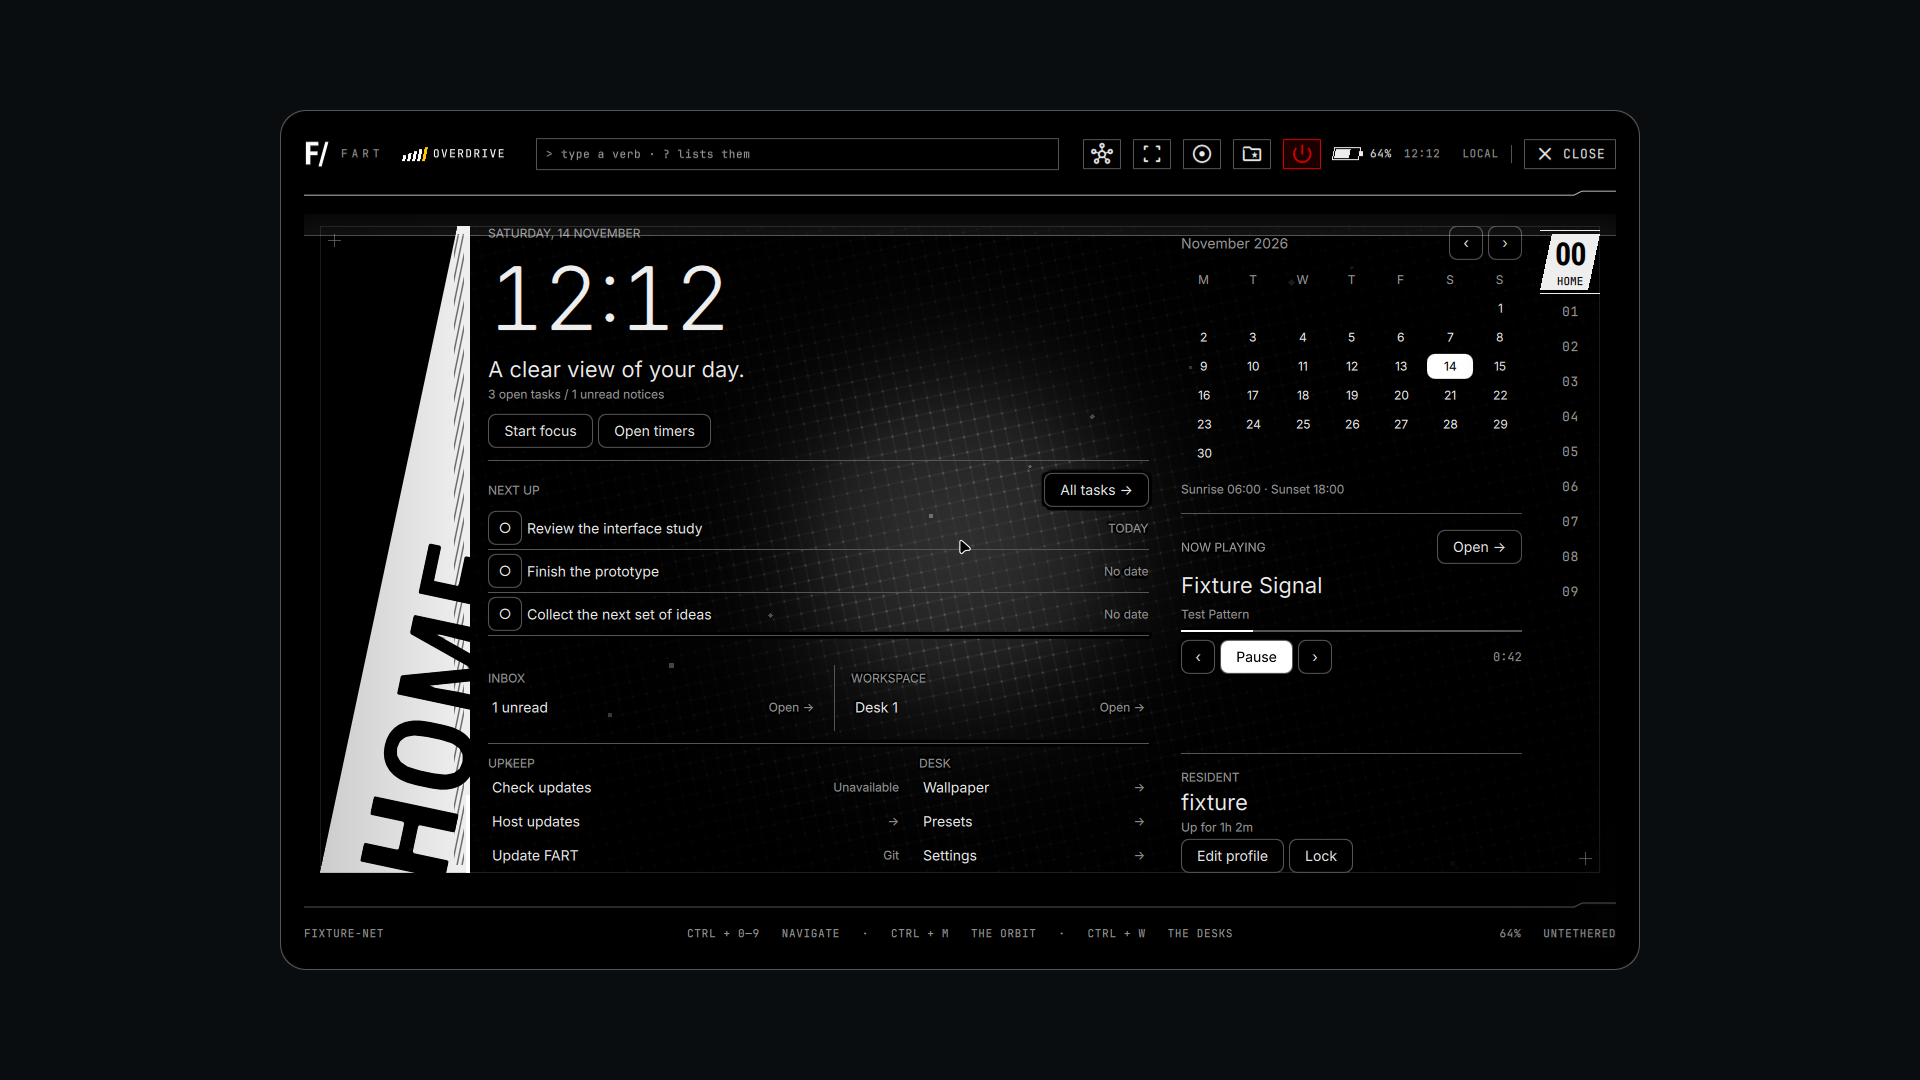 F/ FART OVERDRIVE > type a verb · ? lists them 64% 12:12 LOCAL CLOSE
HOME
SATURDAY, 14 NOVEMBER
12:12
A clear view of your day.
3 open tasks / 1 unread notices
Start focus Open timers
NEXT UP All tasks →
Review the interface study TODAY
Finish the prototype No date
Collect the next set of ideas No date
INBOX
1 unread Open →
WORKSPACE
Desk 1 Open →
UPKEEP
Check updates Unavailable
Host updates →
Update FART Git
DESK
Wallpaper →
Presets →
Settings →
November 2026 ‹ ›
M T W T F S S
1
2 3 4 5 6 7 8
9 10 11 12 13 14 15
16 17 18 19 20 21 22
23 24 25 26 27 28 29
30
Sunrise 06:00 · Sunset 18:00
NOW PLAYING Open →
Fixture Signal
Test Pattern
‹ Pause › 0:42
RESIDENT
fixture
Up for 1h 2m
Edit profile Lock
00
HOME
01
02
03
04
05
06
07
08
09
FIXTURE-NET CTRL + 0—9 NAVIGATE · CTRL + M THE ORBIT · CTRL + W THE DESKS 64% UNTETHERED